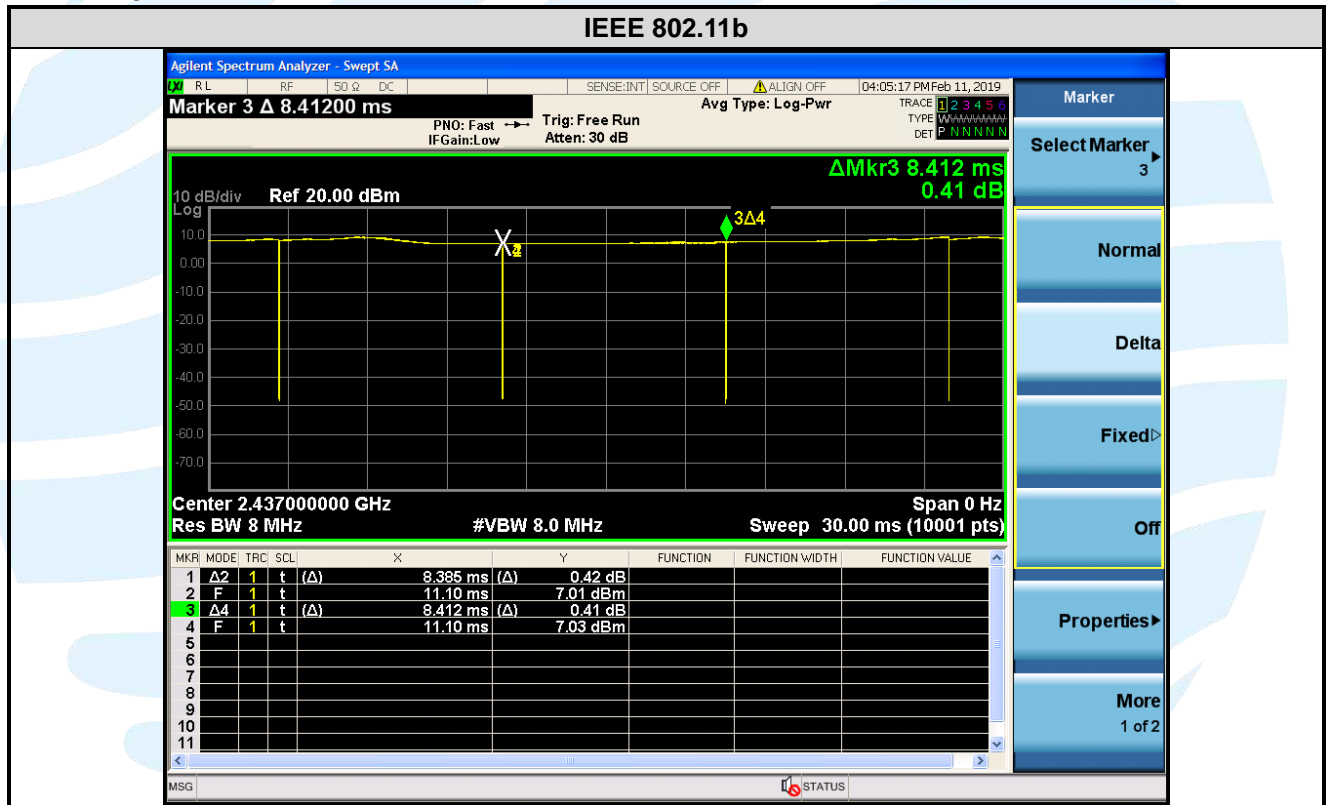 IEEE 802.11b
Agilent Spectrum Analyzer - Swept SA
LXI RL RF 50 Ω DC SENSE:INT SOURCE OFF ALIGN OFF 04:05:17 PM Feb 11, 2019
Marker 3 Δ 8.41200 ms
PNO: Fast
IFGain:Low
Trig: Free Run
Atten: 30 dB
Avg Type: Log-Pwr
TRACE 1 2 3 4 5 6
TYPE
DET P N N N N N
ΔMkr3 8.412 ms
0.41 dB
10 dB/div Ref 20.00 dBm
Log
3Δ4
10.0
0.00
-10.0
-20.0
-30.0
-40.0
-50.0
-60.0
-70.0
Center 2.437000000 GHz Span 0 Hz
Res BW 8 MHz #VBW 8.0 MHz Sweep 30.00 ms (10001 pts)
MKR MODE TRC SCL X Y FUNCTION FUNCTION WIDTH FUNCTION VALUE
1 Δ2 1 t (Δ) 8.385 ms (Δ) 0.42 dB
2 F 1 t 11.10 ms 7.01 dBm
3 Δ4 1 t (Δ) 8.412 ms (Δ) 0.41 dB
4 F 1 t 11.10 ms 7.03 dBm
5
6
7
8
9
10
11
MSG STATUS
Marker
Select Marker
3
Normal
Delta
Fixed
Off
Properties
More
1 of 2